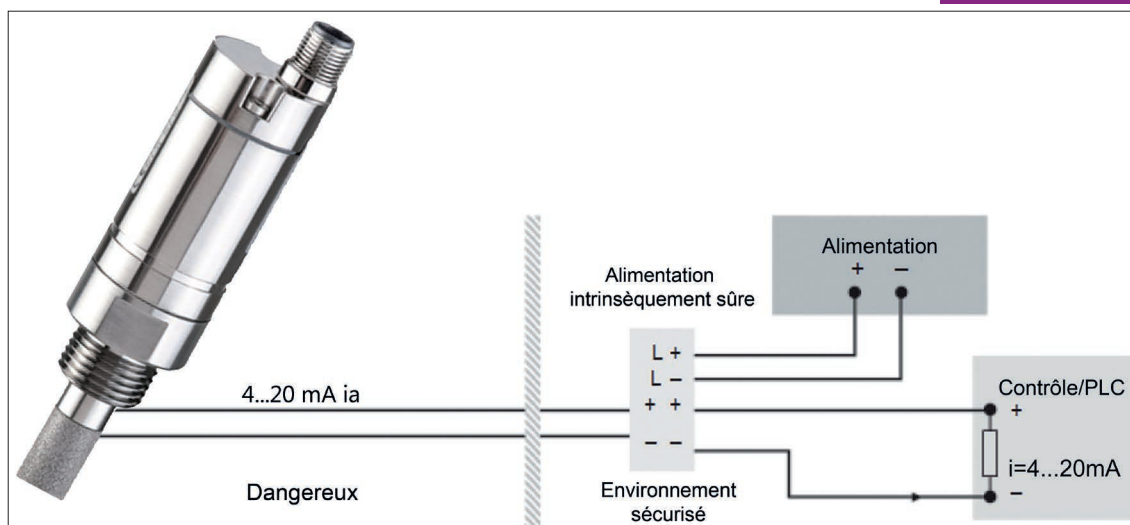 Alimentation
+ −
Alimentation
intrinsèquement sûre
L +
L −
+ +
− −
4...20 mA ia
Contrôle/PLC
+
i=4...20mA
−
Dangereux
Environnement
sécurisé